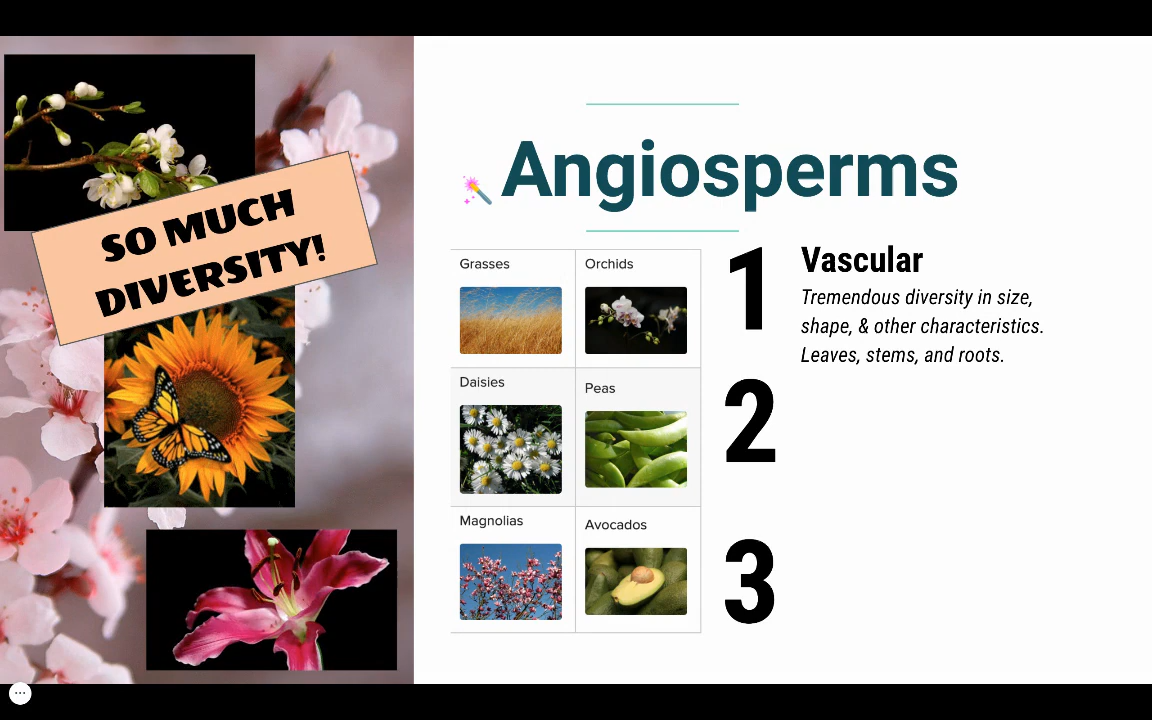 SO MUCH
DIVERSITY!
Angiosperms
Grasses
Orchids
Daisies
Peas
Magnolias
Avocados
1
Vascular
Tremendous diversity in size,
shape, & other characteristics.
Leaves, stems, and roots.
2
3